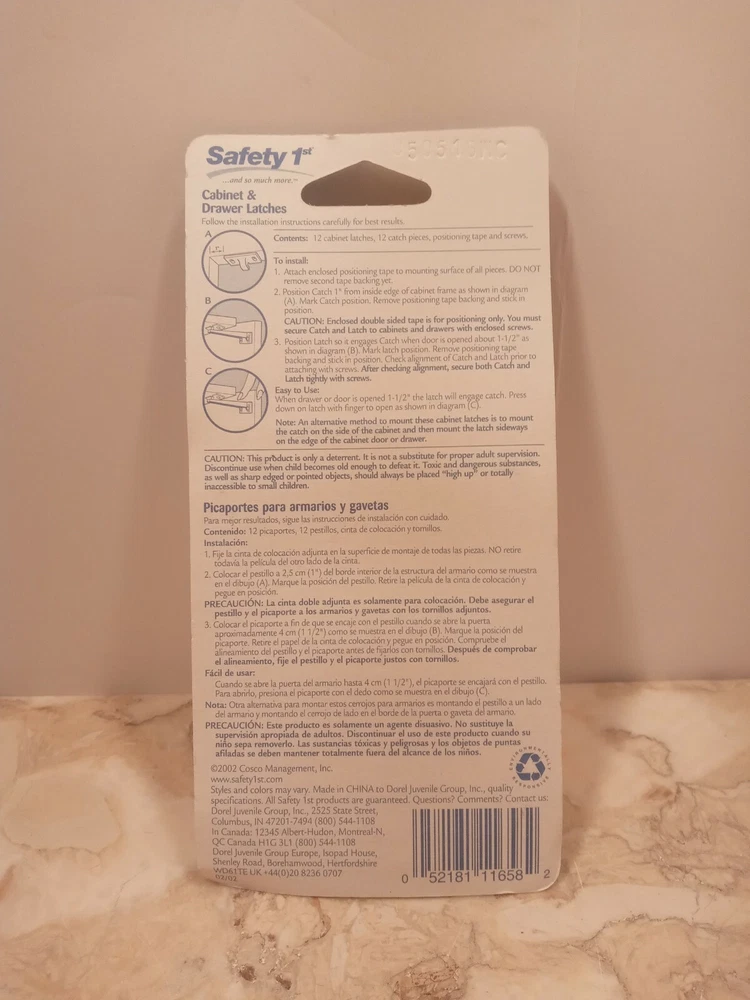 Safety 1st
...and so much more.™
Cabinet &
Drawer Latches
Follow the installation instructions carefully for best results.
A
Contents: 12 cabinet latches, 12 catch pieces, positioning tape and screws.
To install:
1. Attach enclosed positioning tape to mounting surface of all pieces. DO NOT
remove second tape backing yet.
2. Position Catch 1" from inside edge of cabinet frame as shown in diagram
(A). Mark Catch position. Remove positioning tape backing and stick in
position.
B
CAUTION: Enclosed double sided tape is for positioning only. You must
secure Catch and Latch to cabinets and drawers with enclosed screws.
3. Position Latch so it engages Catch when door is opened about 1-1/2" as
shown in diagram (B). Mark latch position. Remove positioning tape
backing and stick in position. Check alignment of Catch and Latch prior to
attaching with screws. After checking alignment, secure both Catch and
Latch tightly with screws.
C
Easy to Use:
When drawer or door is opened 1-1/2" the latch will engage catch. Press
down on latch with finger to open as shown in diagram (C).
Note: An alternative method to mount these cabinet latches is to mount
the catch on the side of the cabinet and then mount the latch sideways
on the edge of the cabinet door or drawer.
CAUTION: This product is only a deterrent. It is not a substitute for proper adult supervision.
Discontinue use when child becomes old enough to defeat it. Toxic and dangerous substances,
as well as sharp edged or pointed objects, should always be placed "high up" or totally
inaccessible to small children.
Picaportes para armarios y gavetas
Para mejor resultados, sigue las instrucciones de instalación con cuidado.
Contenido: 12 picaportes, 12 pestillos, cinta de colocación y tornillos.
Instalación:
1. Fije la cinta de colocación adjunta en la superficie de montaje de todas las piezas. NO retire
todavía la película del otro lado de la cinta.
2. Colocar el pestillo a 2,5 cm (1") del borde interior de la estructura del armario como se muestra
en el dibujo (A). Marque la posición del pestillo. Retire la película de la cinta de colocación y
pegue en posición.
PRECAUCIÓN: La cinta doble adjunta es solamente para colocación. Debe asegurar el
pestillo y el picaporte a los armarios y gavetas con los tornillos adjuntos.
3. Colocar el picaporte a fin de que se encaje con el pestillo cuando se abre la puerta
aproximadamente 4 cm (1 1/2") como se muestra en el dibujo (B). Marque la posición del
picaporte. Retire el papel de la cinta de colocación y pegue en posición. Compruebe el
alineamiento del pestillo y el picaporte antes de fijarlos con tornillos. Después de comprobar
el alineamiento, fije el pestillo y el picaporte justos con tornillos.
Fácil de usar:
Cuando se abre la puerta del armario hasta 4 cm (1 1/2"), el picaporte se encajará con el pestillo.
Para abrirlo, presiona el picaporte con el dedo como se muestra en el dibujo (C).
Nota: Otra alternativa para montar estos cerrojos para armarios es montando el pestillo a un lado
del armario y montando el cerrojo de lado en el borde de la puerta o gaveta del armario.
PRECAUCIÓN: Este producto es solamente un agente disuasivo. No sustituye la
supervisión apropiada de adultos. Discontinuar el uso de este producto cuando su
niño sepa removerlo. Las sustancias tóxicas y peligrosas y los objetos de puntas
afiladas se deben mantener totalmente fuera del alcance de los niños.
ENVIRONMENTALLY RESPONSIBLE
©2002 Cosco Management, Inc.
www.safety1st.com
Styles and colors may vary. Made in CHINA to Dorel Juvenile Group, Inc., quality
specifications. All Safety 1st products are guaranteed. Questions? Comments? Contact us:
Dorel Juvenile Group, Inc., 2525 State Street,
Columbus, IN 47201-7494 (800) 544-1108
In Canada: 12345 Albert-Hudon, Montreal-N,
QC Canada H1G 3L1 (800) 544-1108
Dorel Juvenile Group Europe, Isopad House,
Shenley Road, Borehamwood, Hertfordshire
WD61TE UK +44(0)20 8236 0707
0 52181 11658 2